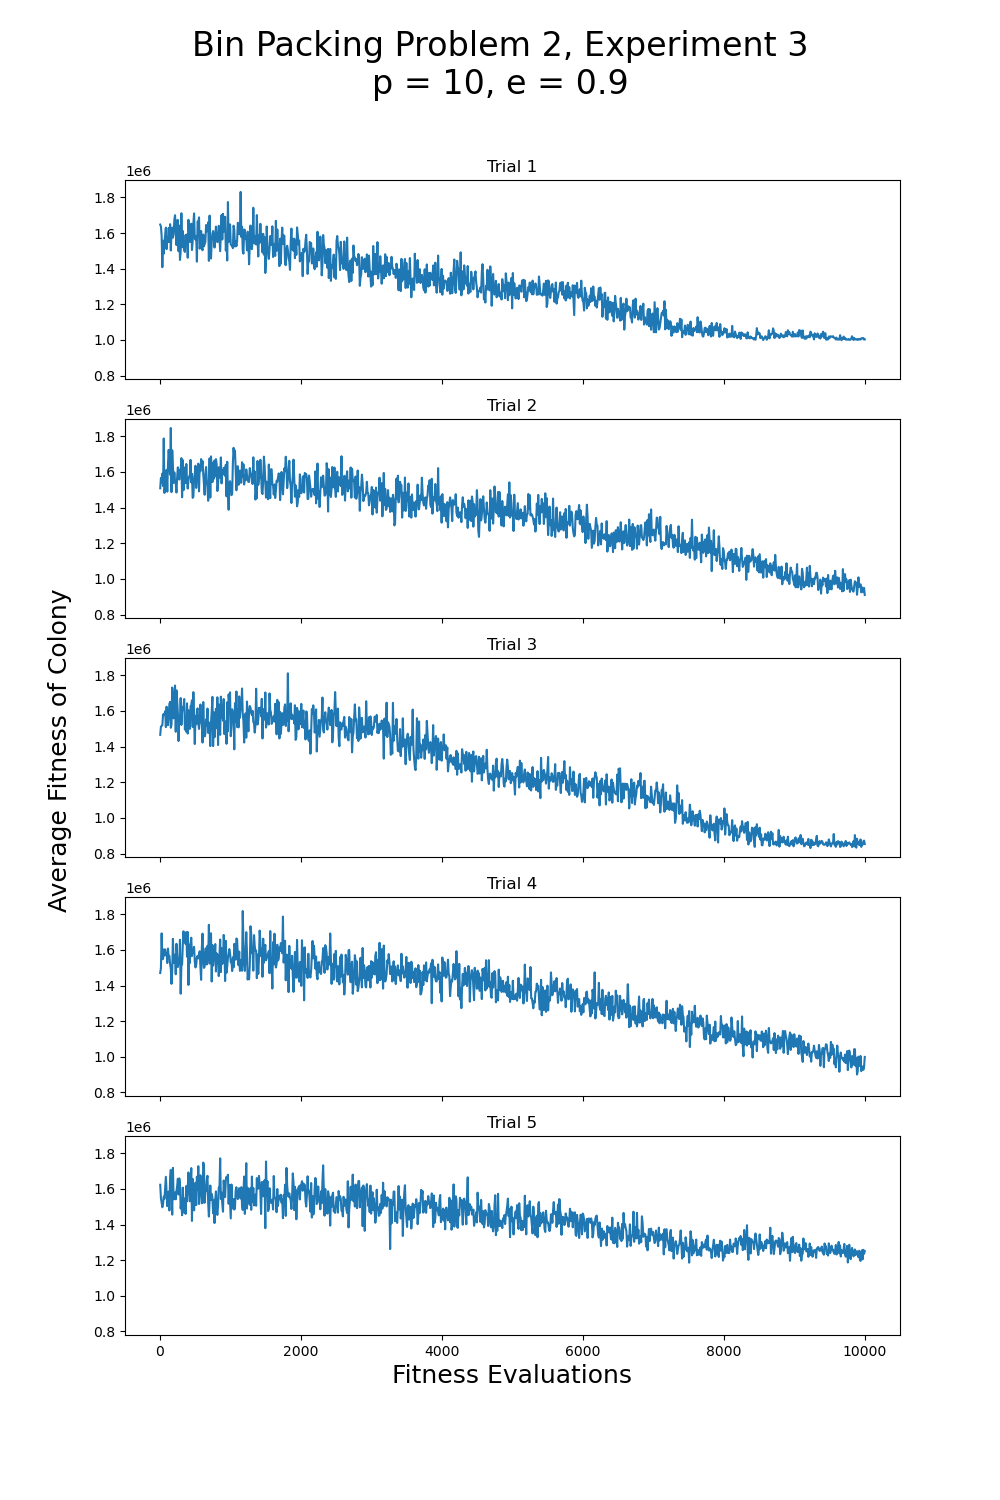 Bin Packing Problem 2, Experiment 3
p = 10, e = 0.9
Trial 1
1e6
1.8
1.6
1.4
1.2
1.0
0.8
Trial 2
1e6
1.8
1.6
1.4
1.2
1.0
0.8
Trial 3
1e6
1.8
1.6
1.4
1.2
1.0
0.8
Trial 4
1e6
1.8
1.6
1.4
1.2
1.0
0.8
Trial 5
1e6
1.8
1.6
1.4
1.2
1.0
0.8
0 2000 4000 6000 8000 10000
Fitness Evaluations
Average Fitness of Colony